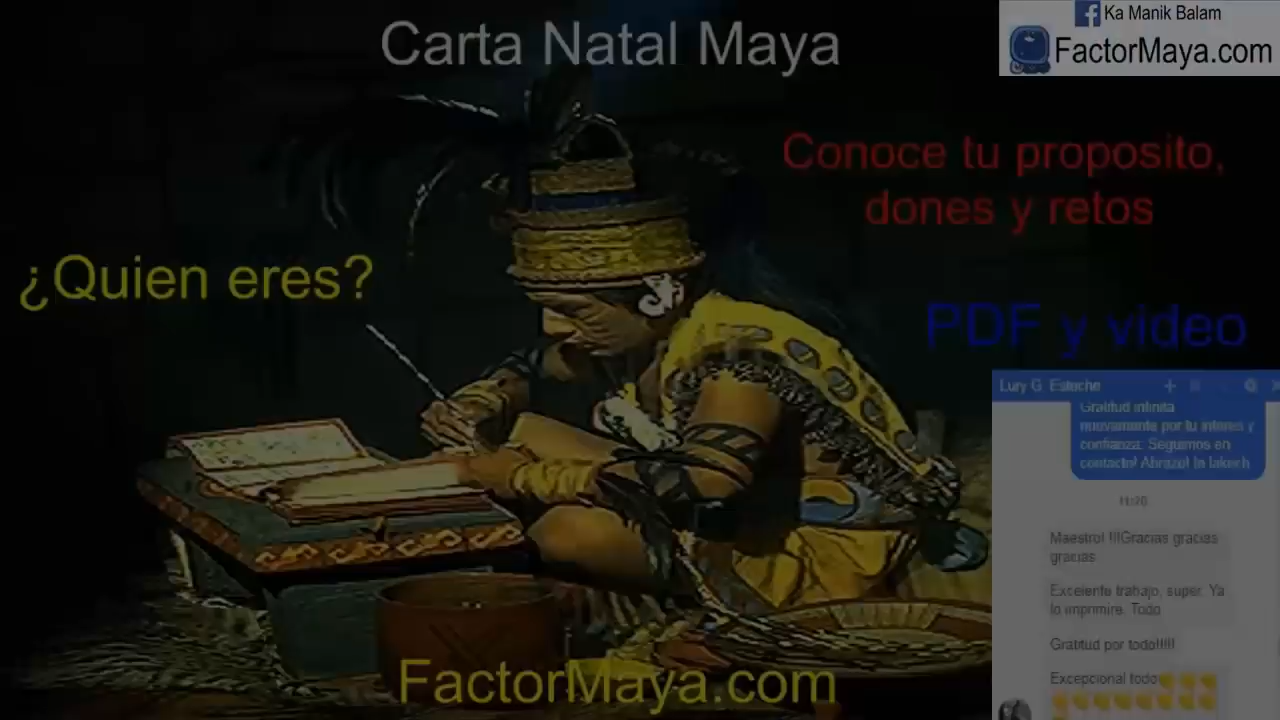 Carta Natal Maya
Ka Manik Balam
FactorMaya.com
Conoce tu proposito,
dones y retos
¿Quien eres?
PDF y video
Lury G. Esteche
Gratitud infinita
nuevamente por tu interes y
confianza. Seguimos en
contacto! Abrazo! In lakech
11:20
Maestro! !!!Gracias gracias
gracias
Excelente trabajo, super. Ya
lo imprimire. Todo
Gratitud por todo!!!!!
Excepcional todo
FactorMaya.com